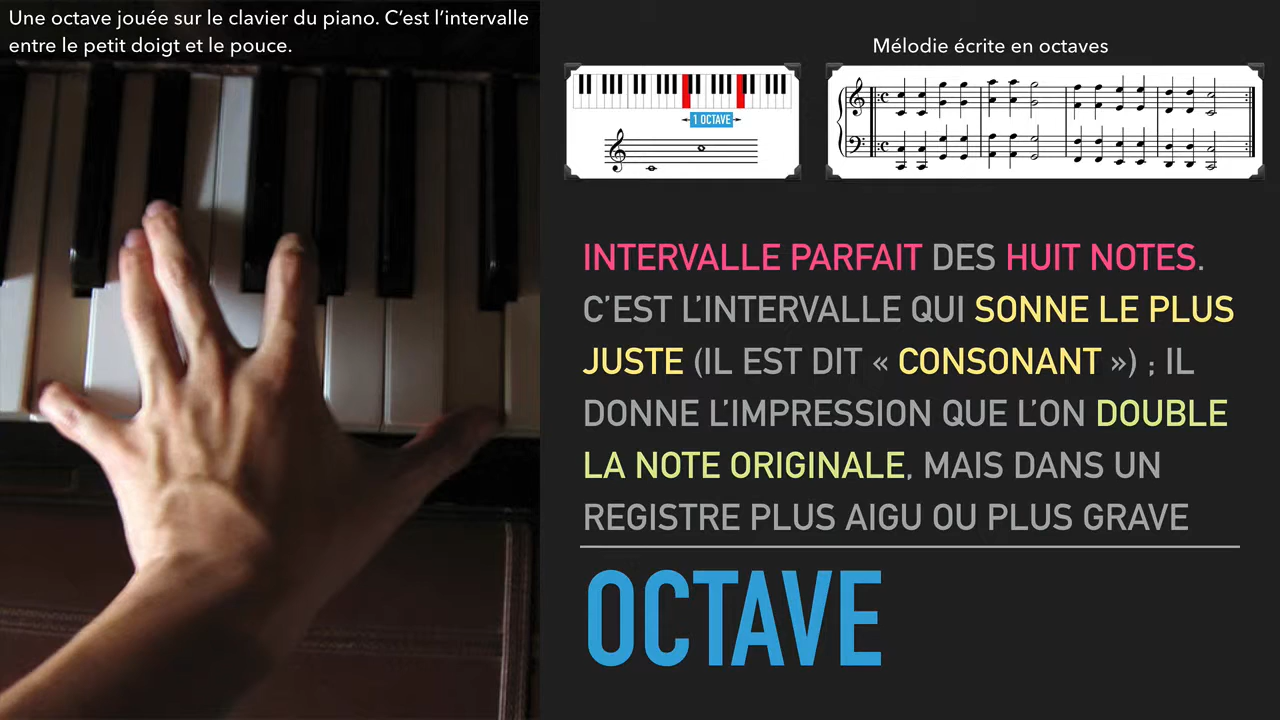 Une octave jouée sur le clavier du piano. C’est l’intervalle
entre le petit doigt et le pouce.
Mélodie écrite en octaves
1 OCTAVE
INTERVALLE PARFAIT DES HUIT NOTES.
C’EST L’INTERVALLE QUI SONNE LE PLUS
JUSTE (IL EST DIT « CONSONANT ») ; IL
DONNE L’IMPRESSION QUE L’ON DOUBLE
LA NOTE ORIGINALE, MAIS DANS UN
REGISTRE PLUS AIGU OU PLUS GRAVE
OCTAVE